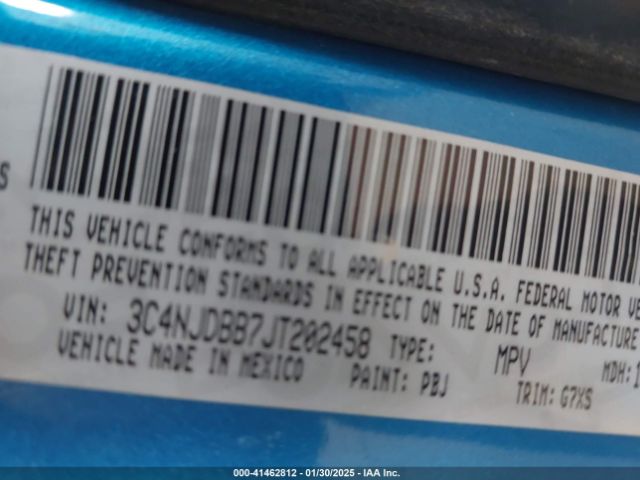 S
THIS VEHICLE CONFORMS TO ALL APPLICABLE U.S.A. FEDERAL MOTOR VE
THEFT PREVENTION STANDARDS IN EFFECT ON THE DATE OF MANUFACTURE
VIN: 3C4NJDBB7JT202458 TYPE: MPV MDH: 1
VEHICLE MADE IN MEXICO PAINT: PBJ TRIM: G7XS
000-41462812 - 01/30/2025 - IAA Inc.